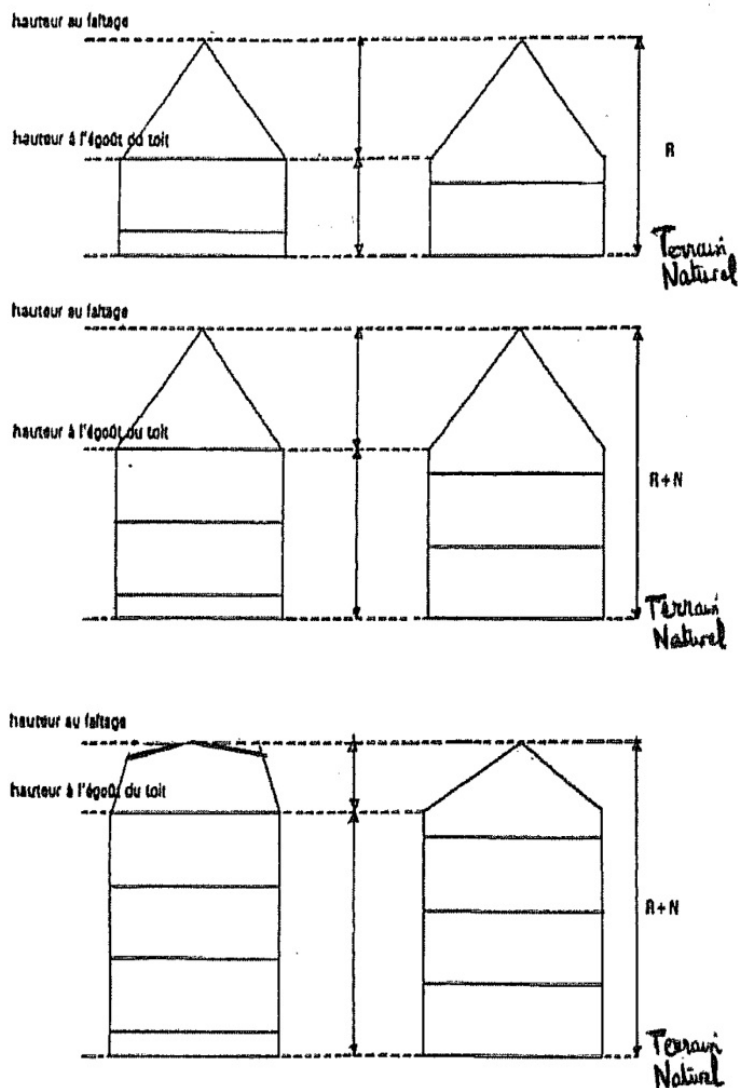 hauteur au faîtage
hauteur à l'égoût du toit
R
Terrain
Naturel
hauteur au faîtage
hauteur à l'égoût du toit
R+N
Terrain
Naturel
hauteur au faîtage
hauteur à l'égoût du toit
R+N
Terrain
Naturel